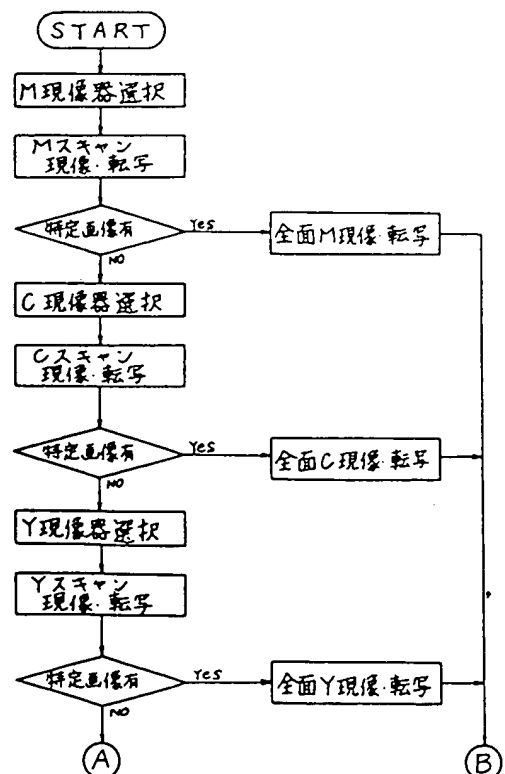 START
M現像器選択
Mスキャン
現像・転写
特定画像有
Yes
全面M現像・転写
NO
C現像器選択
Cスキャン
現像・転写
特定画像有
Yes
全面C現像・転写
NO
Y現像器選択
Yスキャン
現像・転写
特定画像有
Yes
全面Y現像・転写
NO
A
B